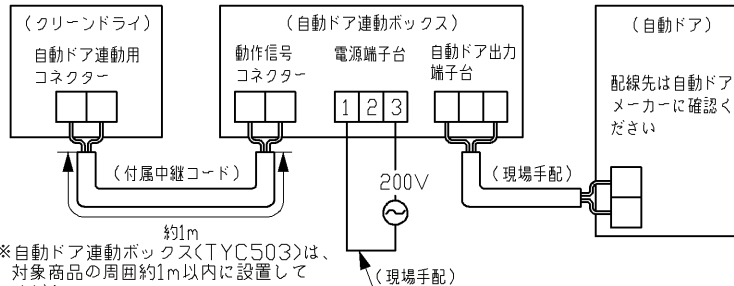 (クリーンドライ)
自動ドア連動用
コネクター
(自動ドア連動ボックス)
動作信号
コネクター
電源端子台
1 2 3
自動ドア出力
端子台
(自動ドア)
配線先は自動ドア
メーカーに確認く
ださい
(付属中継コード)
約1m
200V
(現場手配)
(現場手配)
※自動ドア連動ボックス(TYC503)は、
対象商品の周囲約1m以内に設置して